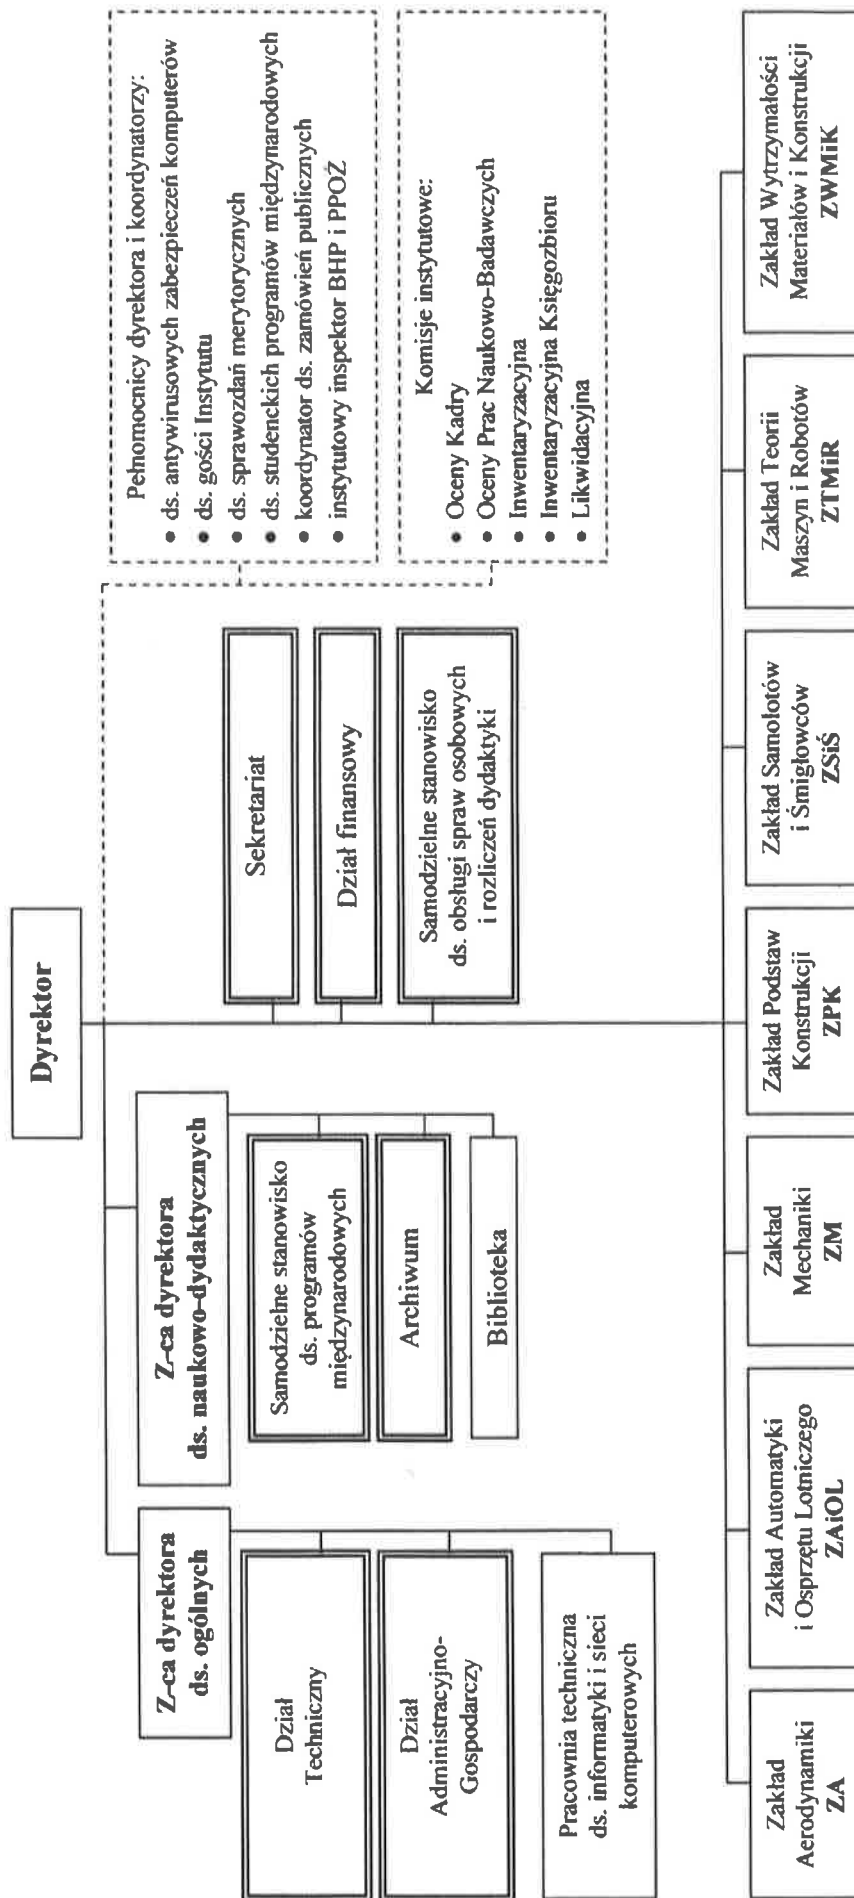 Dyrektor
Z-ca dyrektora
ds. ogólnych
Dział
Techniczny
Dział
Administracyjno-
Gospodarczy
Pracownia techniczna
ds. informatyki i sieci
komputerowych
Z-ca dyrektora
ds. naukowo-dydaktycznych
Samodzielne stanowisko
ds. programów
międzynarodowych
Archiwum
Biblioteka
Sekretariat
Dział finansowy
Samodzielne stanowisko
ds. obsługi spraw osobowych
i rozliczeń dydaktyki
Pełnomocnicy dyrektora i koordynatorzy:
• ds. antywirusowych zabezpieczeń komputerów
• ds. gości Instytutu
• ds. sprawozdań merytorycznych
• ds. studenckich programów międzynarodowych
• koordynator ds. zamówień publicznych
• instytutowy inspektor BHP i PPOŻ
Komisje instytutowe:
• Oceny Kadry
• Oceny Prac Naukowo-Badawczych
• Inwentaryzacyjna
• Inwentaryzacyjna Księgozbioru
• Likwidacyjna
Zakład
Aerodynamiki
ZA
Zakład Automatyki
i Osprzętu Lotniczego
ZAiOL
Zakład
Mechaniki
ZM
Zakład Podstaw
Konstrukcji
ZPK
Zakład Samolotów
i Śmigłowców
ZSiŚ
Zakład Teorii
Maszyn i Robotów
ZTMiR
Zakład Wytrzymałości
Materiałów i Konstrukcji
ZWMiK